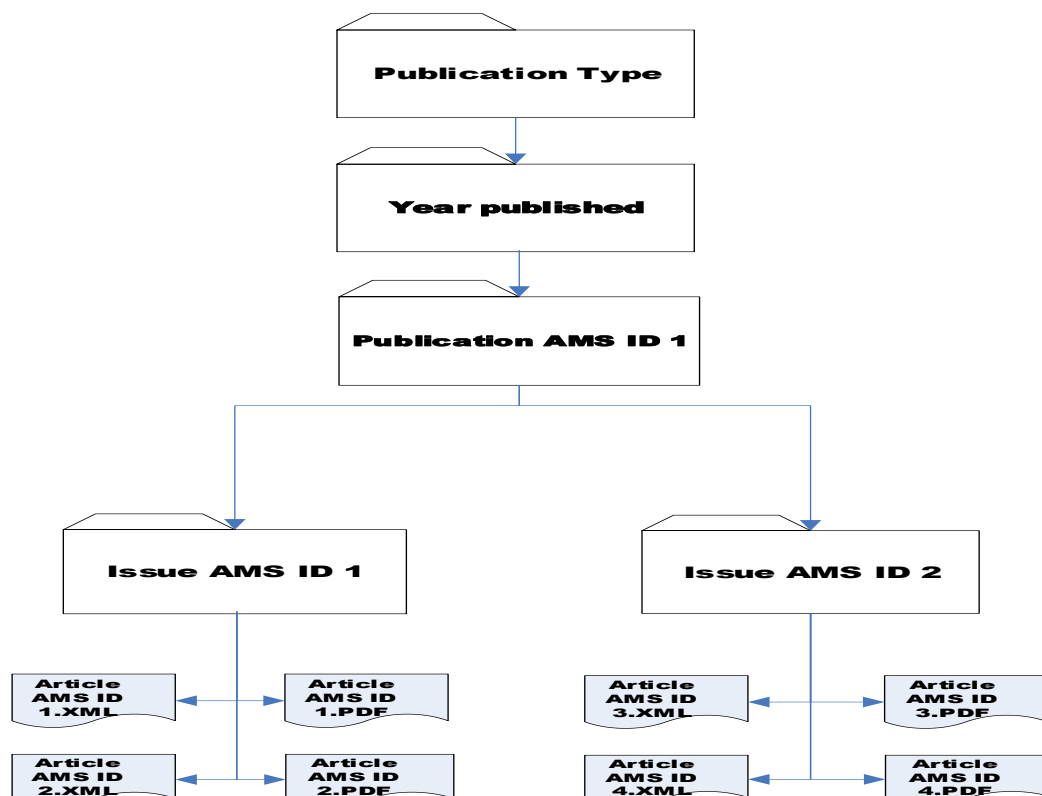 Publication Type
Year published
Publication AMS ID 1
Issue AMS ID 1
Issue AMS ID 2
Article
AMS ID
1.XML
Article
AMS ID
1.PDF
Article
AMS ID
3.XML
Article
AMS ID
3.PDF
Article
AMS ID
2.XML
Article
AMS ID
2.PDF
Article
AMS ID
4.XML
Article
AMS ID
4.PDF